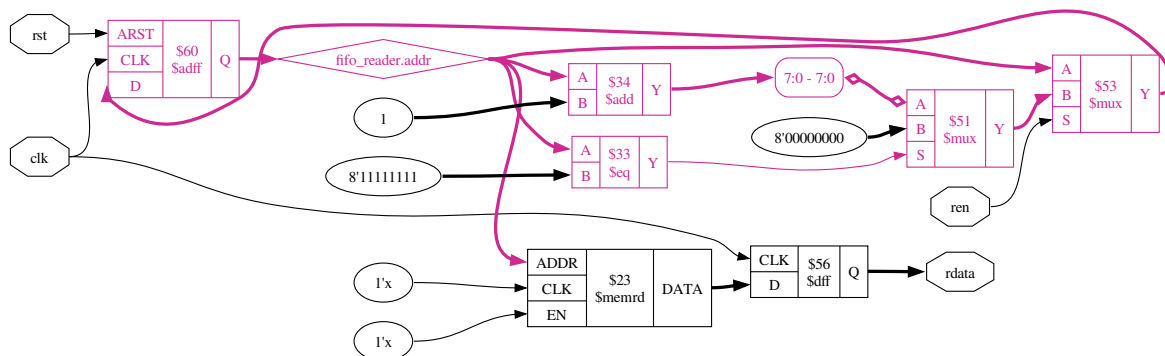 rst
ARST
CLK
D
$60
$adff
Q
fifo_reader.addr
A
B
$34
$add
Y
7:0 - 7:0
A
B
S
$53
$mux
Y
1
A
B
S
$51
$mux
Y
8'00000000
clk
A
B
$33
$eq
Y
8'11111111
ren
ADDR
CLK
EN
$23
$memrd
DATA
CLK
D
$56
$dff
Q
rdata
1'x
1'x